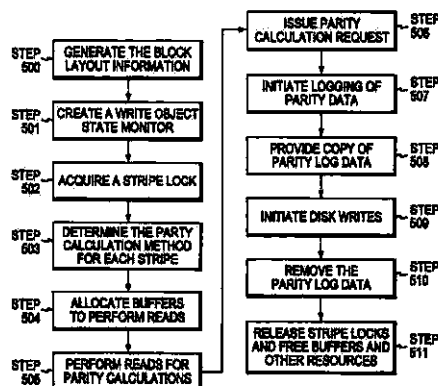 STEP 500
GENERATE THE BLOCK
LAYOUT INFORMATION
STEP 501
CREATE A WRITE OBJECT
STATE MONITOR
STEP 502
ACQUIRE A STRIPE LOCK
STEP 503
DETERMINE THE PARTY
CALCULATION METHOD
FOR EACH STRIPE
STEP 504
ALLOCATE BUFFERS
TO PERFORM READS
STEP 505
PERFORM READS FOR
PARITY CALCULATIONS
ISSUE PARITY
CALCULATION REQUEST
STEP 506
INITIATE LOGGING OF
PARITY DATA
STEP 507
PROVIDE COPY OF
PARITY LOG DATA
STEP 508
INITIATE DISK WRITES
STEP 509
REMOVE THE
PARITY LOG DATA
STEP 510
RELEASE STRIPE LOCKS
AND FREE BUFFERS AND
OTHER RESOURCES
STEP 511